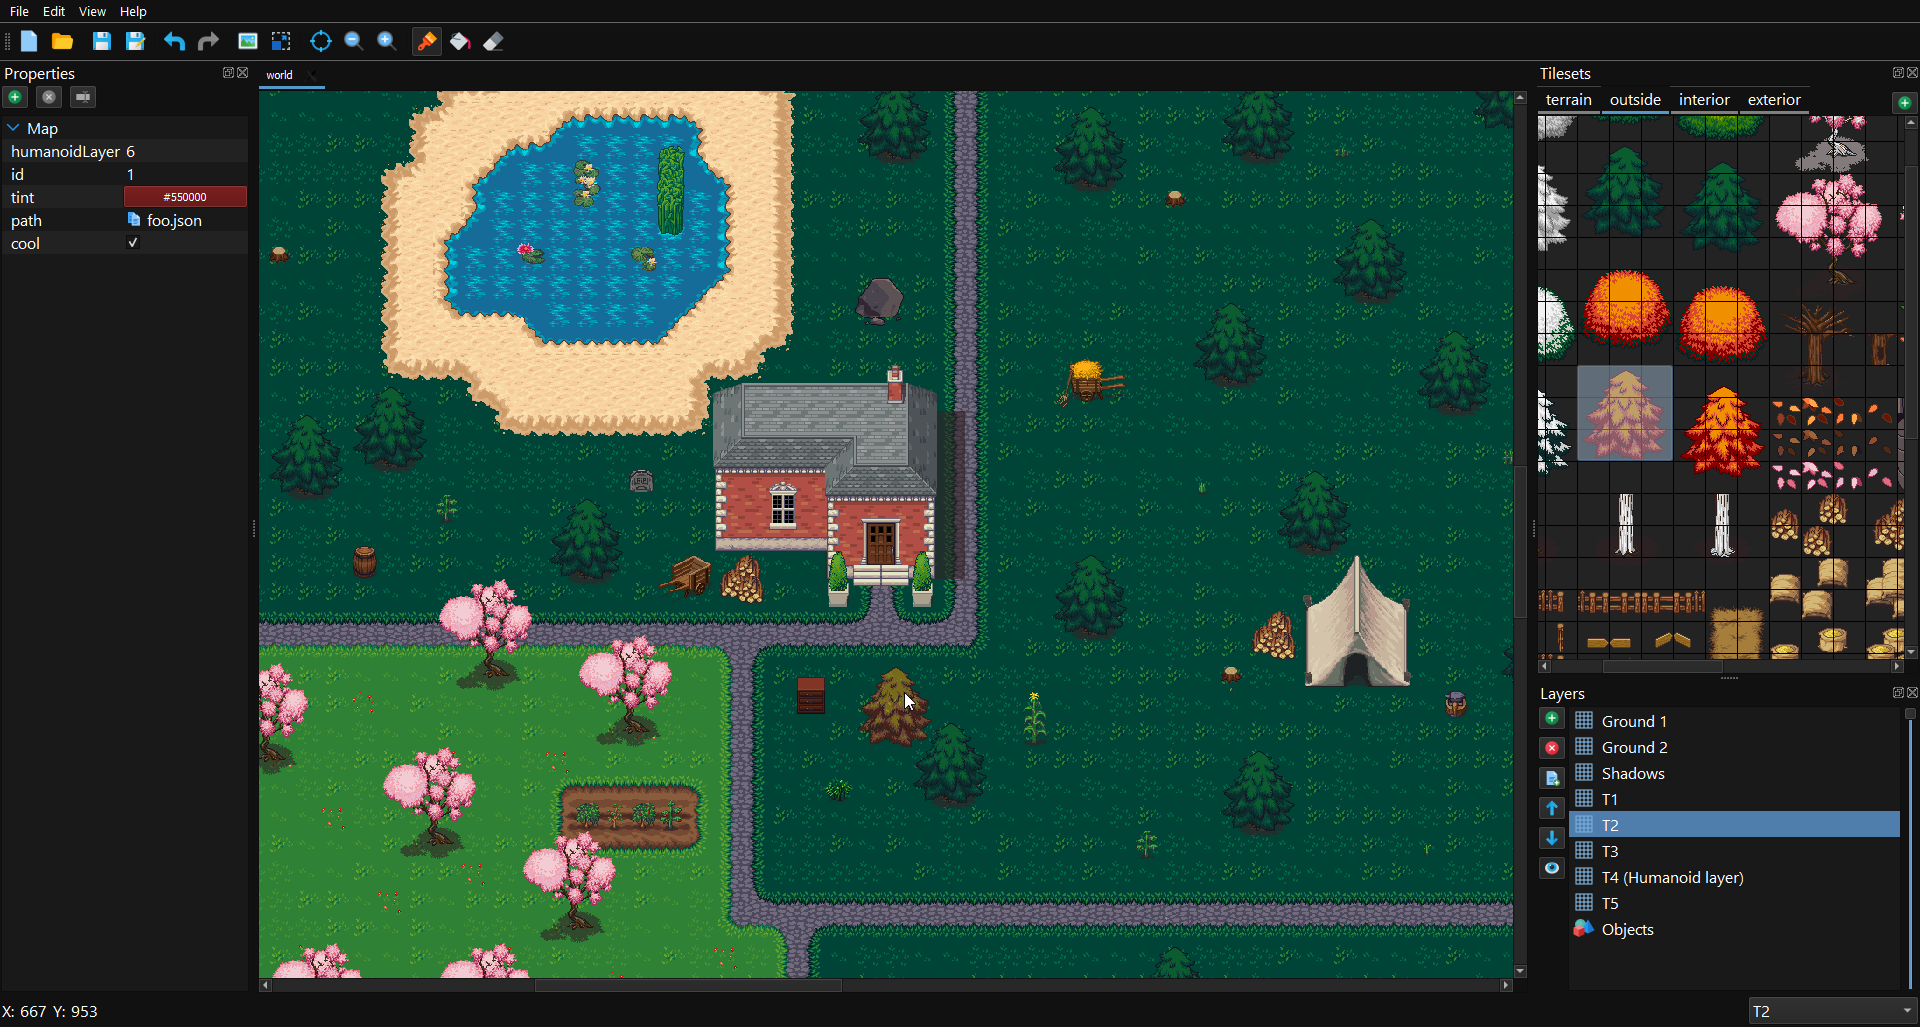 File Edit View Help
Properties
world
Tilesets
terrain outside interior exterior
Map
humanoidLayer 6
id 1
tint #550000
path foo.json
cool
Layers
Ground 1
Ground 2
Shadows
T1
T2
T3
T4 (Humanoid layer)
T5
Objects
X: 667 Y: 953
T2